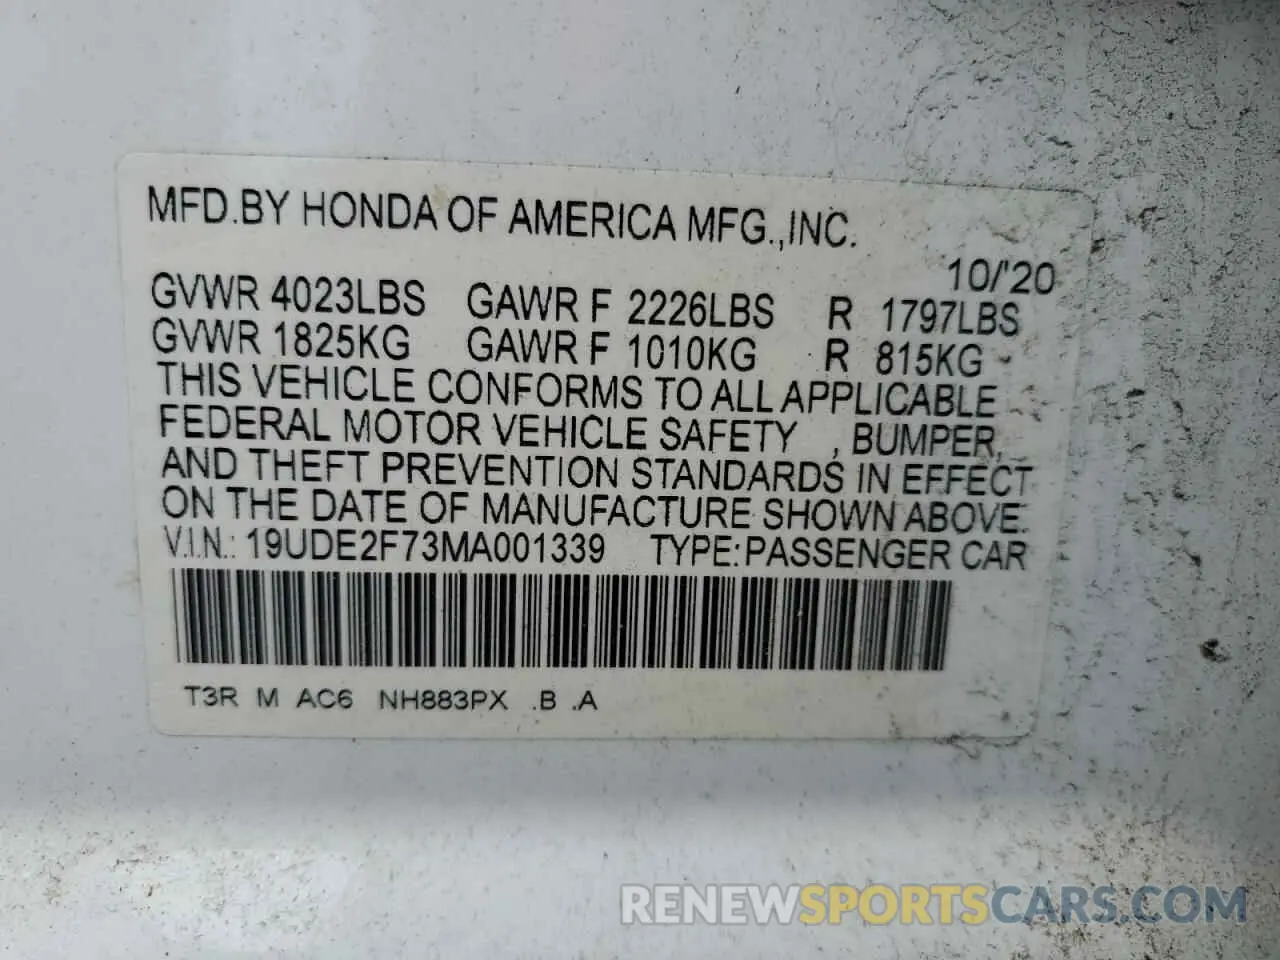 MFD.BY HONDA OF AMERICA MFG.,INC.
10/'20
GVWR 4023LBS GAWR F 2226LBS R 1797LBS
GVWR 1825KG GAWR F 1010KG R 815KG
THIS VEHICLE CONFORMS TO ALL APPLICABLE
FEDERAL MOTOR VEHICLE SAFETY , BUMPER,
AND THEFT PREVENTION STANDARDS IN EFFECT
ON THE DATE OF MANUFACTURE SHOWN ABOVE.
V.I.N.: 19UDE2F73MA001339 TYPE:PASSENGER CAR
T3R M AC6 NH883PX .B .A
RENEWSPORTSCARS.COM